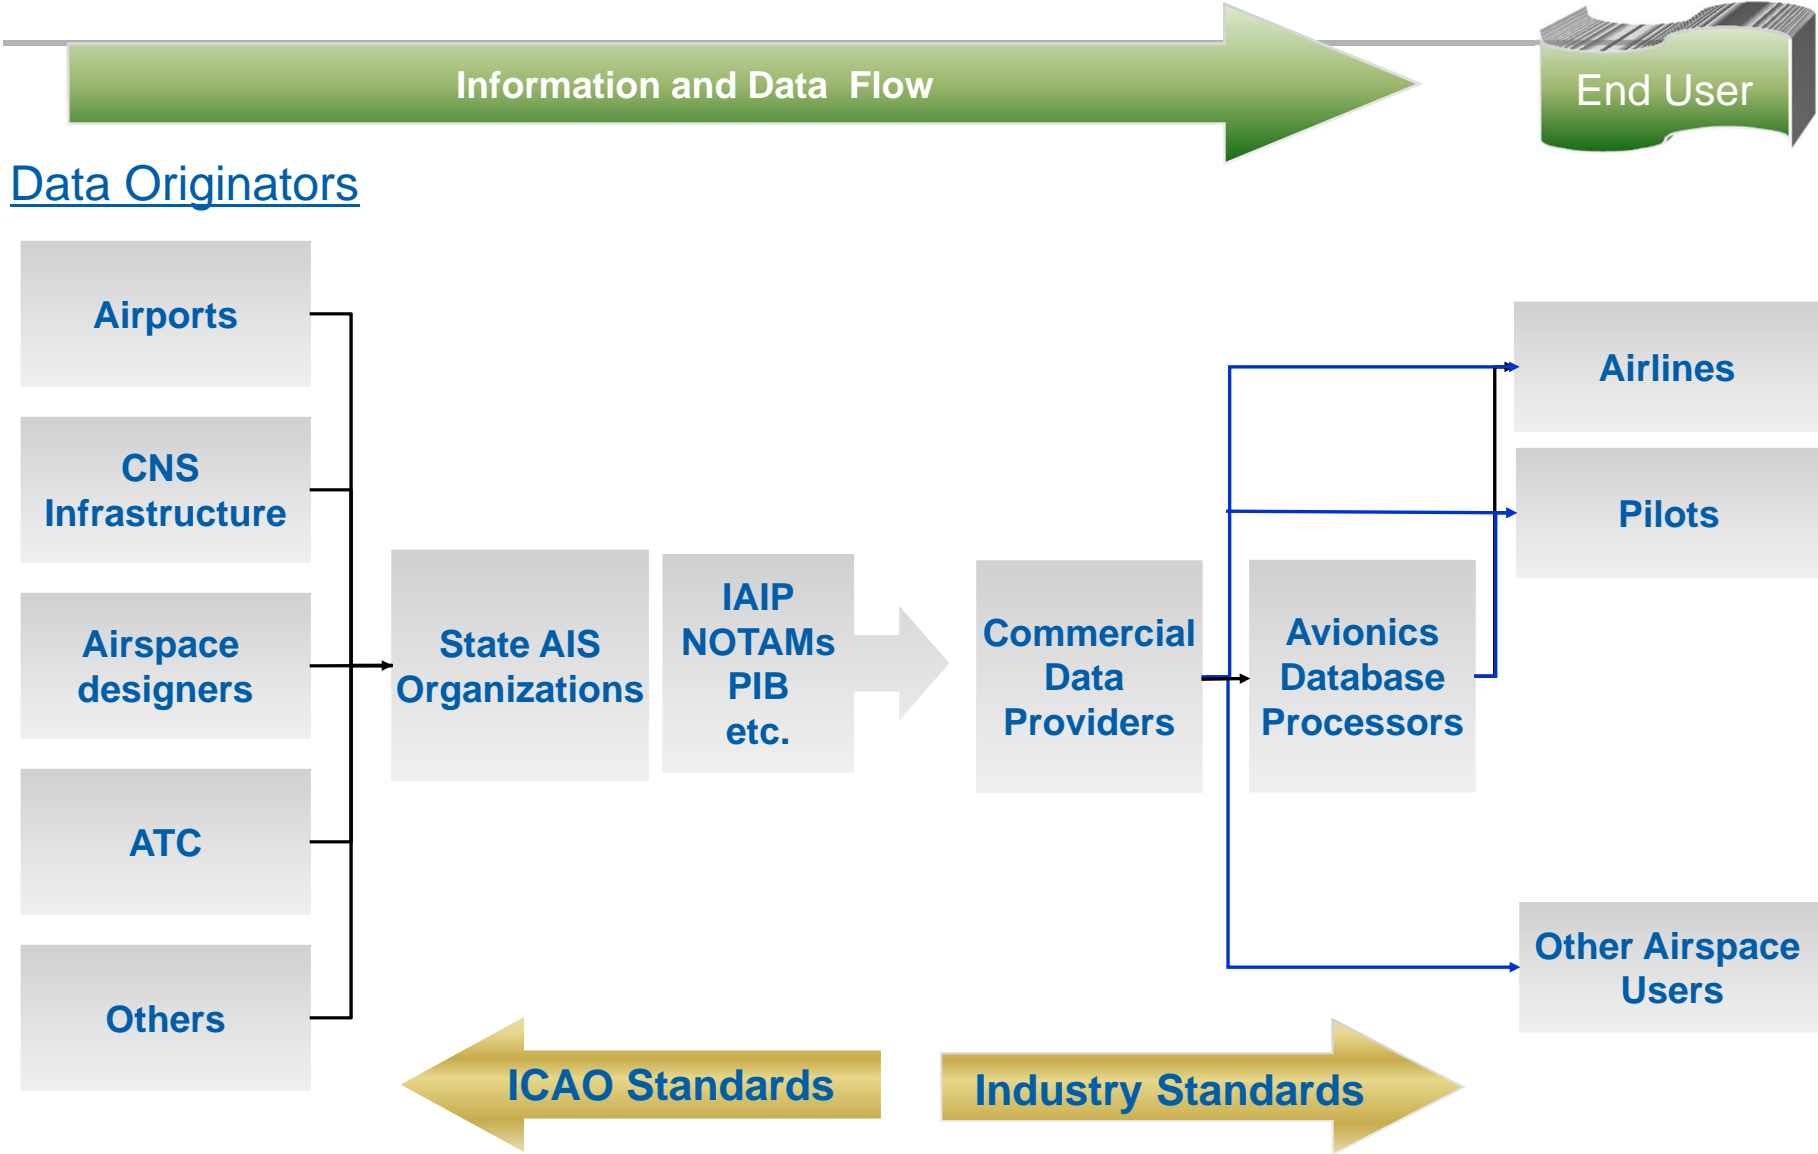 Information and Data  Flow
End User
Data Originators
Airports
CNS
Infrastructure
Airspace
designers
ATC
Others
State AIS
Organizations
IAIP
NOTAMs
PIB
etc.
Commercial
Data
Providers
Avionics
Database
Processors
Airlines
Pilots
Other Airspace
Users
ICAO Standards
Industry Standards